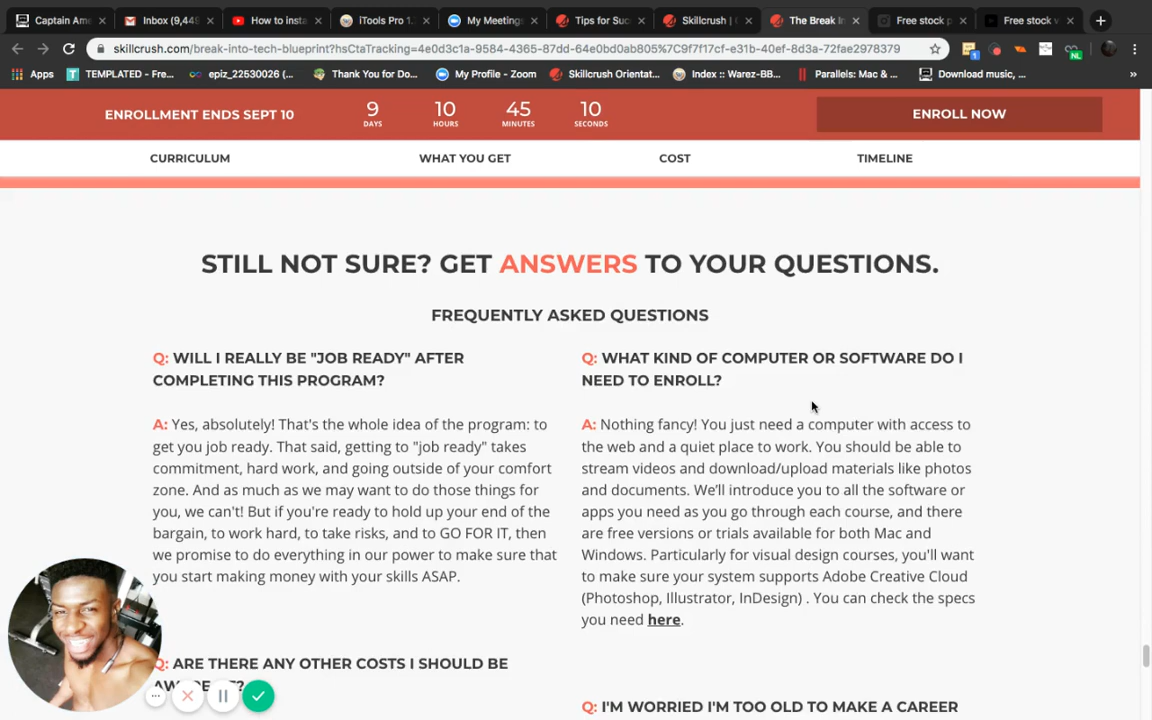 Captain Ame
Inbox (9,449
How to insta
iTools Pro 1.
My Meetings
Tips for Suc
Skillcrush | 
The Break In
Free stock p
Free stock v
skillcrush.com/break-into-tech-blueprint?hsCtaTracking=4e0d3c1a-9584-4365-87dd-64e0bd0ab805%7C9f7f17cf-e31b-40ef-8d3a-72fae2978379
Apps
TEMPLATED - Fre...
epiz_22530026 (...
Thank You for Do...
My Profile - Zoom
Skillcrush Orientat...
Index :: Warez-BB...
Parallels: Mac &...
Download music, ...
ENROLLMENT ENDS SEPT 10
9 10 45 10
DAYS HOURS MINUTES SECONDS
ENROLL NOW
CURRICULUM WHAT YOU GET COST TIMELINE
STILL NOT SURE? GET ANSWERS TO YOUR QUESTIONS.
FREQUENTLY ASKED QUESTIONS
Q: WILL I REALLY BE "JOB READY" AFTER
COMPLETING THIS PROGRAM?
A: Yes, absolutely! That's the whole idea of the program: to
get you job ready. That said, getting to "job ready" takes
commitment, hard work, and going outside of your comfort
zone. And as much as we may want to do those things for
you, we can't! But if you're ready to hold up your end of the
bargain, to work hard, to take risks, and to GO FOR IT, then
we promise to do everything in our power to make sure that
you start making money with your skills ASAP.
Q: ARE THERE ANY OTHER COSTS I SHOULD BE
Q: WHAT KIND OF COMPUTER OR SOFTWARE DO I
NEED TO ENROLL?
A: Nothing fancy! You just need a computer with access to
the web and a quiet place to work. You should be able to
stream videos and download/upload materials like photos
and documents. We'll introduce you to all the software or
apps you need as you go through each course, and there
are free versions or trials available for both Mac and
Windows. Particularly for visual design courses, you'll want
to make sure your system supports Adobe Creative Cloud
(Photoshop, Illustrator, InDesign) . You can check the specs
you need here.
Q: I'M WORRIED I'M TOO OLD TO MAKE A CAREER